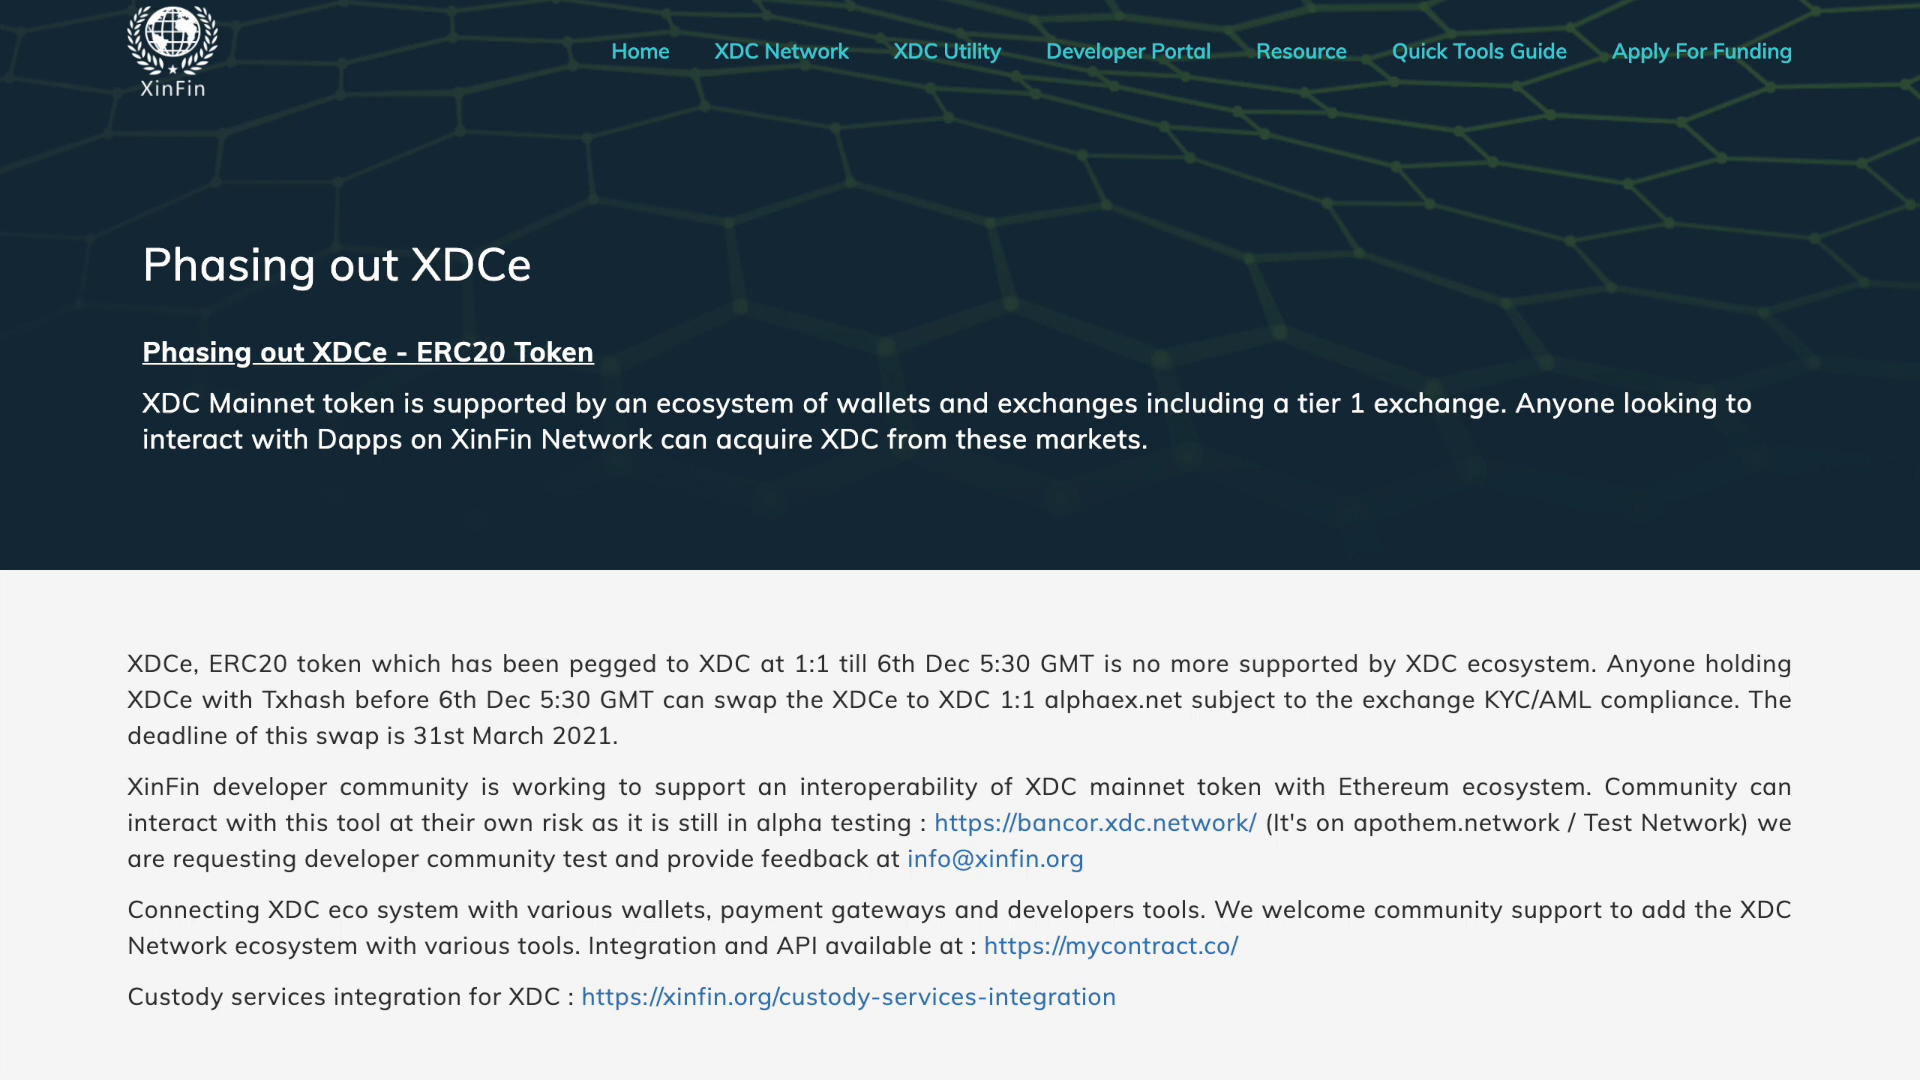 XinFin
Home XDC Network XDC Utility Developer Portal Resource Quick Tools Guide Apply For Funding
Phasing out XDCe
Phasing out XDCe - ERC20 Token
XDC Mainnet token is supported by an ecosystem of wallets and exchanges including a tier 1 exchange. Anyone looking to
interact with Dapps on XinFin Network can acquire XDC from these markets.
XDCe, ERC20 token which has been pegged to XDC at 1:1 till 6th Dec 5:30 GMT is no more supported by XDC ecosystem. Anyone holding
XDCe with Txhash before 6th Dec 5:30 GMT can swap the XDCe to XDC 1:1 alphaex.net subject to the exchange KYC/AML compliance. The
deadline of this swap is 31st March 2021.
XinFin developer community is working to support an interoperability of XDC mainnet token with Ethereum ecosystem. Community can
interact with this tool at their own risk as it is still in alpha testing : https://bancor.xdc.network/ (It's on apothem.network / Test Network) we
are requesting developer community test and provide feedback at info@xinfin.org
Connecting XDC eco system with various wallets, payment gateways and developers tools. We welcome community support to add the XDC
Network ecosystem with various tools. Integration and API available at : https://mycontract.co/
Custody services integration for XDC : https://xinfin.org/custody-services-integration